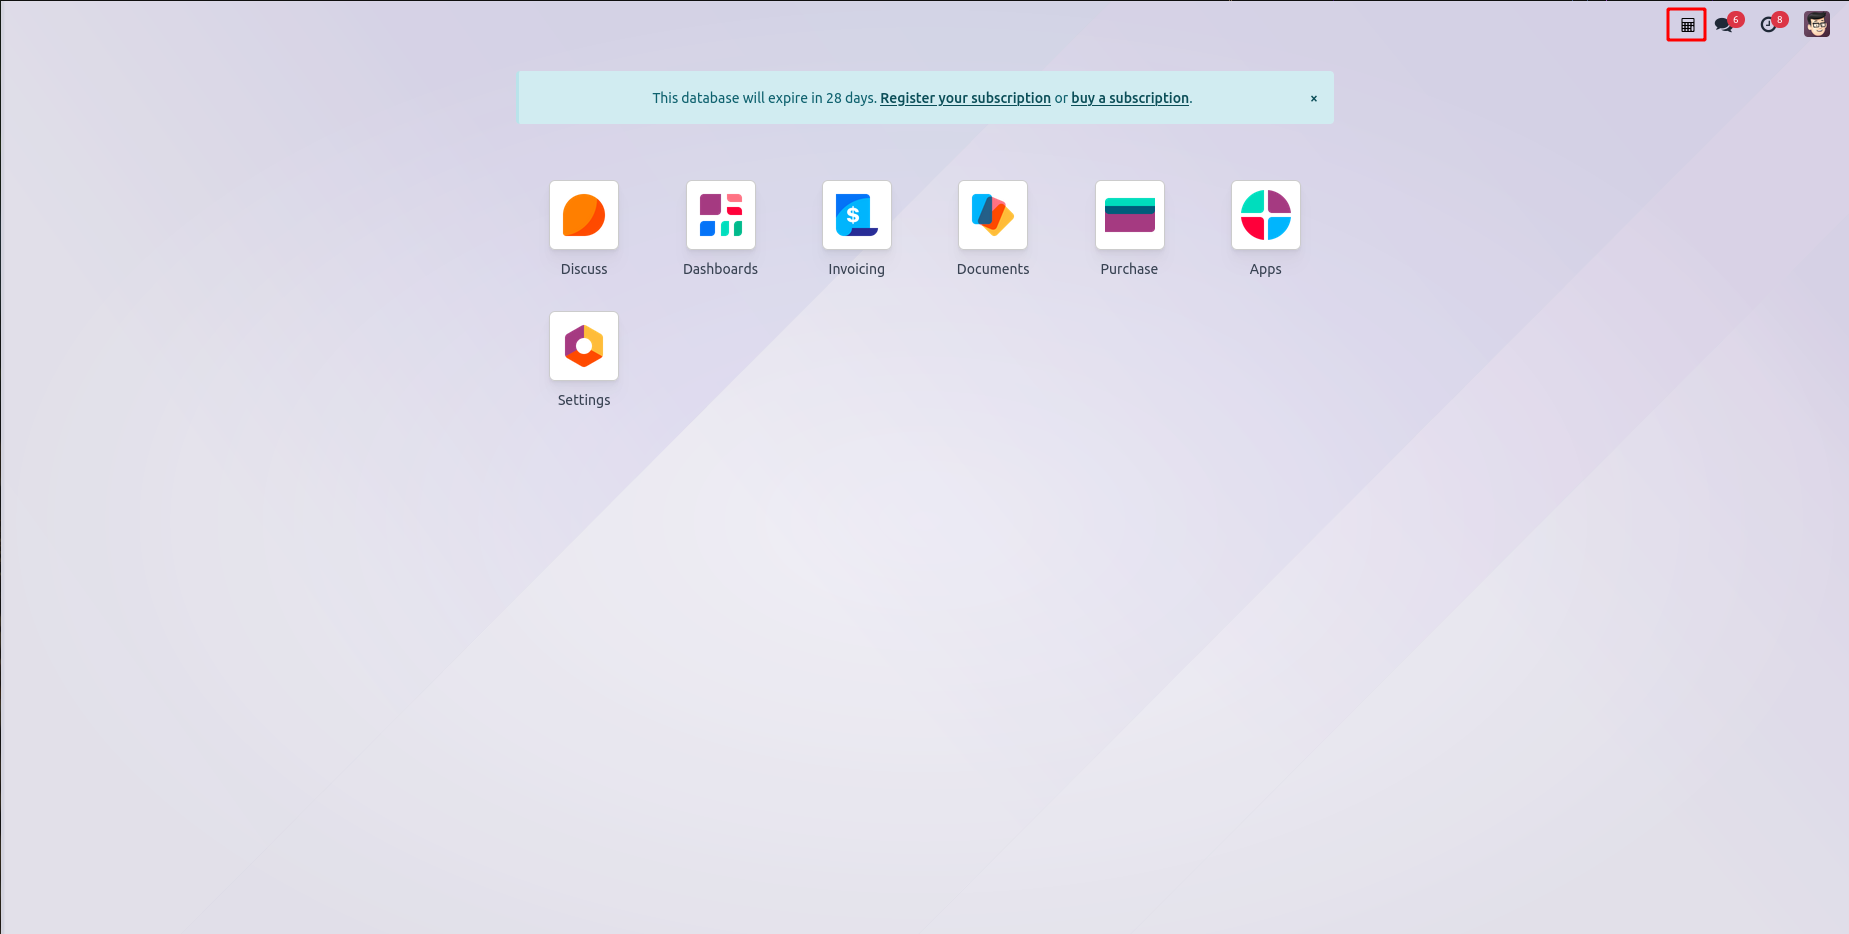 6 8
This database will expire in 28 days. Register your subscription or buy a subscription. ×
$
Discuss Dashboards Invoicing Documents Purchase Apps
Settings